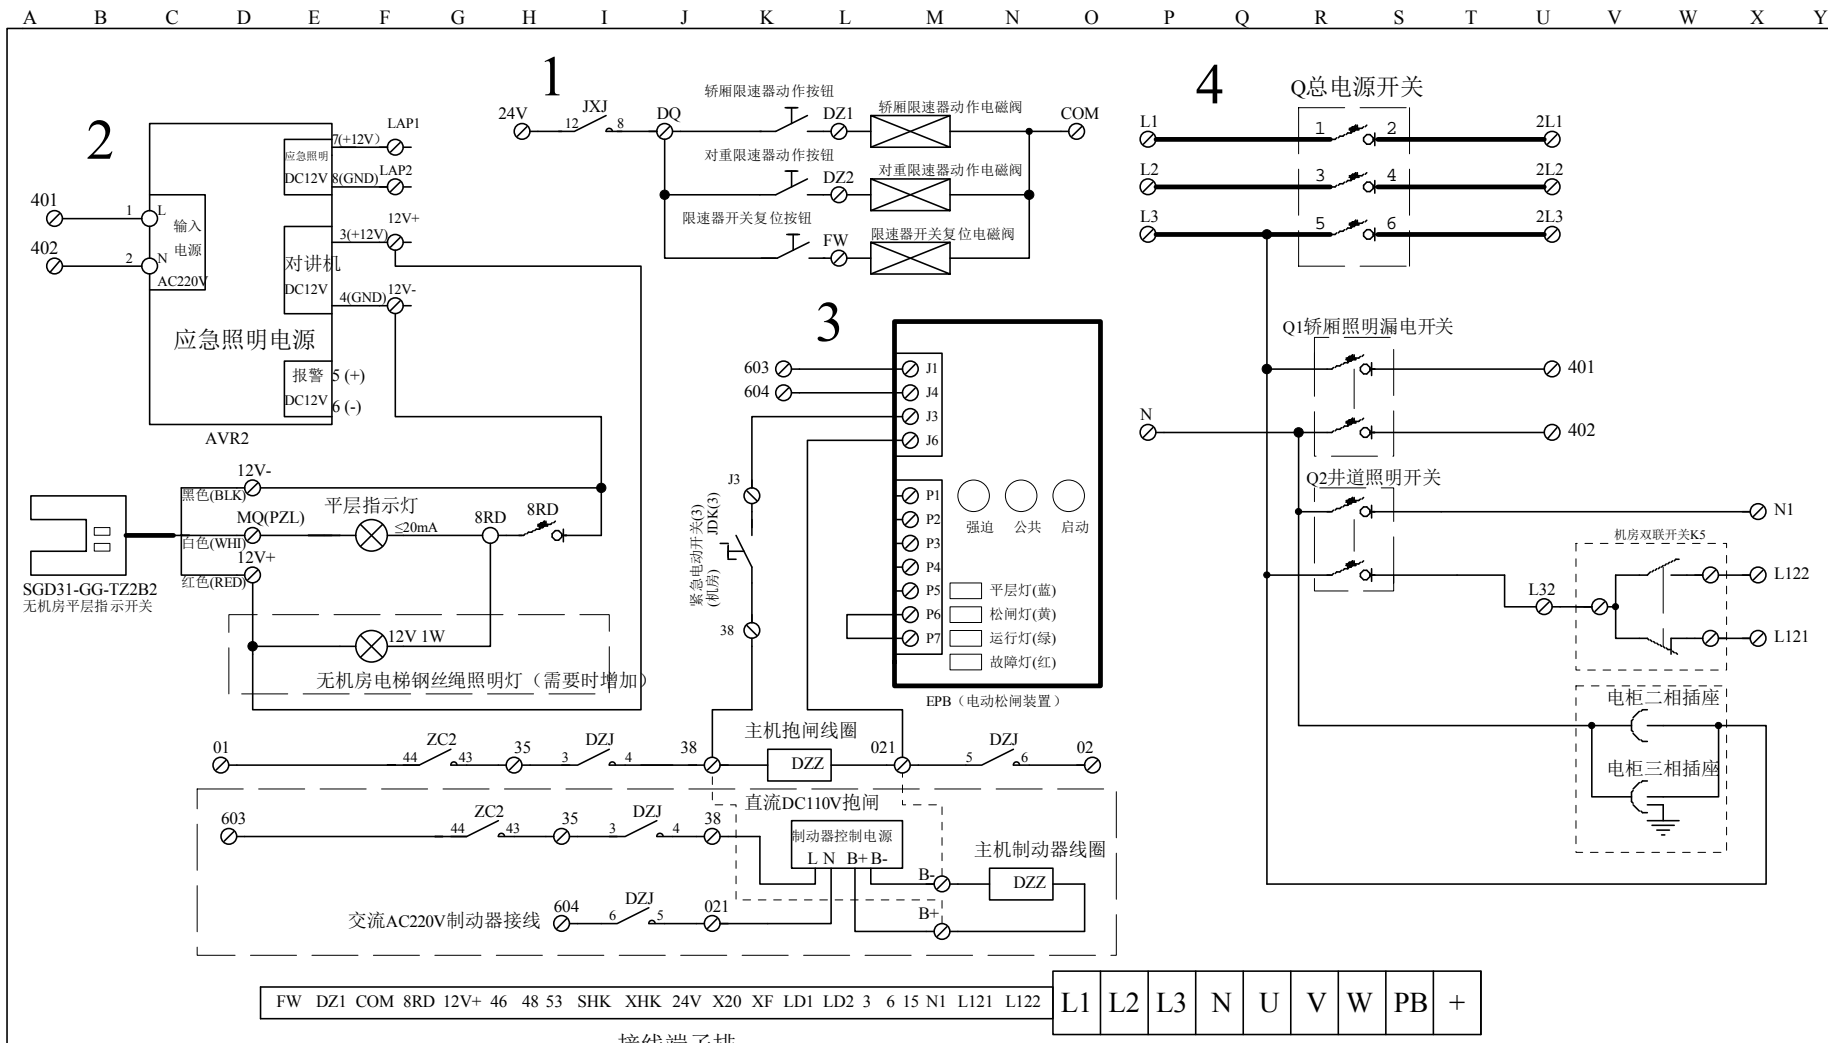 A B C D E F G H I J K L M N O P Q R S T U V W X Y
1
24V
JXJ
12
8
DQ
轿厢限速器动作按钮
DZ1
轿厢限速器动作电磁阀
COM
对重限速器动作按钮
DZ2
对重限速器动作电磁阀
限速器开关复位按钮
FW
限速器开关复位电磁阀
2
401
402
1
2
L
N
输入
电源
AC220V
应急照明
DC12V
7(+12V)
LAP1
8(GND)
LAP2
对讲机
DC12V
3(+12V)
12V+
4(GND)
12V-
应急照明电源
报警
DC12V
5 (+)
6 (-)
AVR2
12V-
黑色(BLK)
MQ(PZL)
白色(WHI)
12V+
红色(RED)
平层指示灯
≤20mA
8RD
8RD
SGD31-GG-TZ2B2
无机房平层指示开关
12V 1W
无机房电梯钢丝绳照明灯（需要时增加）
3
603
604
J1
J4
J3
J6
P1
P2
P3
P4
P5
P6
P7
强迫
公共
启动
平层灯(蓝)
松闸灯(黄)
运行灯(绿)
故障灯(红)
EPB（电动松闸装置）
J3
紧急电动开关(3)
JDK(3)
(机房)
38
01
ZC2
44
43
35
DZJ
3
4
38
主机抱闸线圈
DZZ
021
DZJ
5
6
02
直流DC110V抱闸
603
ZC2
44
43
35
DZJ
3
4
38
制动器控制电源
L N B+ B-
B-
主机制动器线圈
DZZ
B+
交流AC220V制动器接线
604
DZJ
6
5
021
4
Q总电源开关
L1
1
2
2L1
L2
3
4
2L2
L3
5
6
2L3
Q1轿厢照明漏电开关
401
N
402
Q2井道照明开关
N1
机房双联开关K5
L32
L122
L121
电柜二相插座
电柜三相插座
FW DZ1 COM 8RD 12V+ 46 48 53 SHK XHK 24V X20 XF LD1 LD2 3 6 15 N1 L121 L122 L1 L2 L3 N U V W PB +
接线端子排